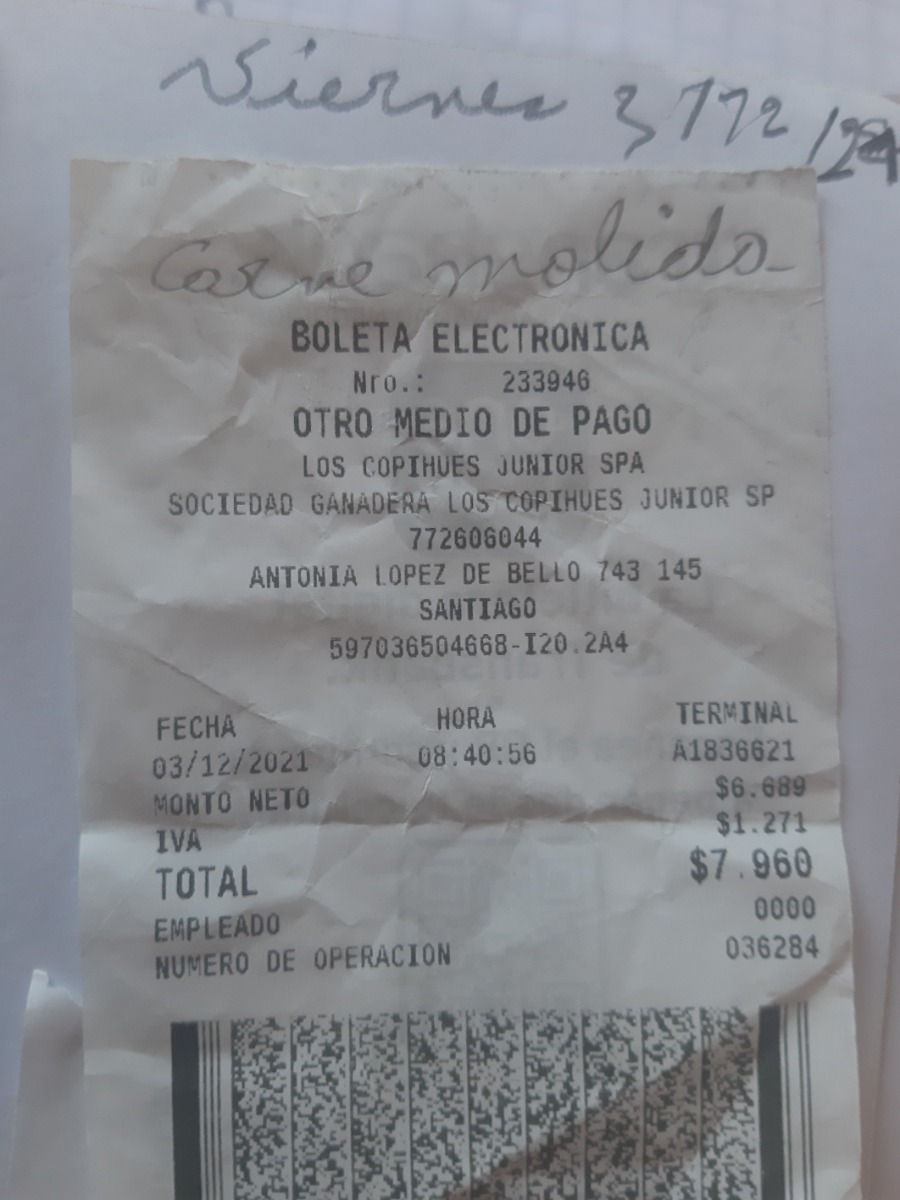 Viernes 3/12/21
Carne molida
BOLETA ELECTRONICA
Nro.: 233946
OTRO MEDIO DE PAGO
LOS COPIHUES JUNIOR SPA
SOCIEDAD GANADERA LOS COPIHUES JUNIOR SP
772606044
ANTONIA LOPEZ DE BELLO 743 145
SANTIAGO
597036504668-I20.2A4
FECHA HORA TERMINAL
03/12/2021 08:40:56 A1836621
MONTO NETO $6.689
IVA $1.271
TOTAL $7.960
EMPLEADO 0000
NUMERO DE OPERACION 036284